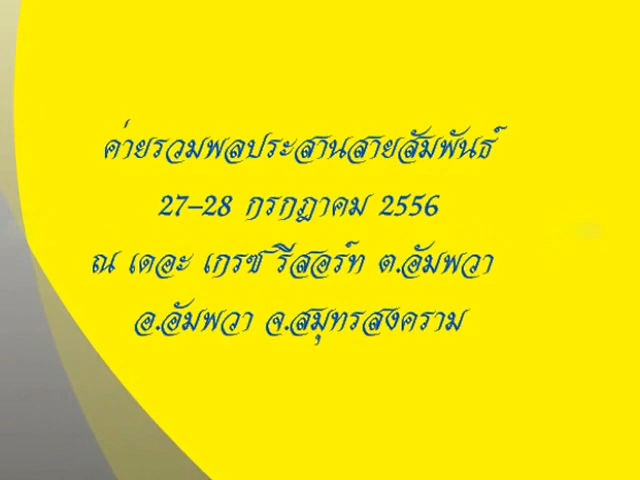 ค่ายรวมพลประสานสายสัมพันธ์
27-28 กรกฎาคม 2556
ณ เดอะ เกรซ รีสอร์ท ต.อัมพวา
อ.อัมพวา จ.สมุทรสงคราม